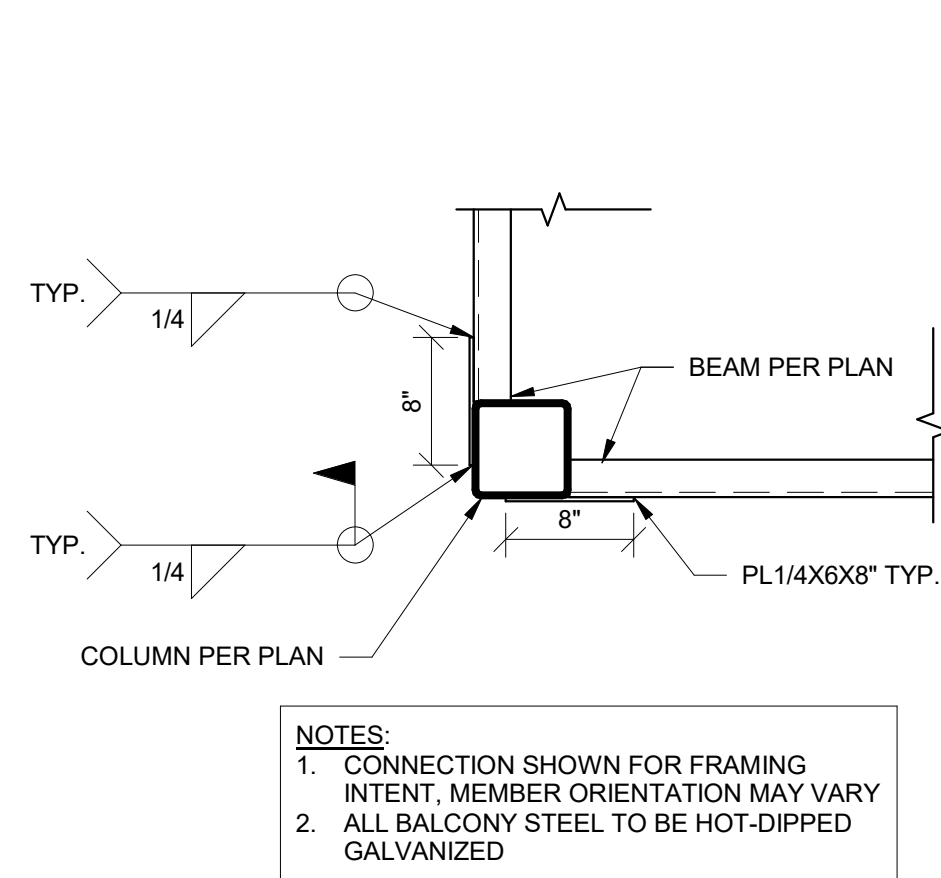 TYP.
1/4
8"
BEAM PER PLAN
TYP.
1/4
8"
PL1/4X6X8" TYP.
COLUMN PER PLAN
NOTES:
1. CONNECTION SHOWN FOR FRAMING
INTENT, MEMBER ORIENTATION MAY VARY
2. ALL BALCONY STEEL TO BE HOT-DIPPED
GALVANIZED